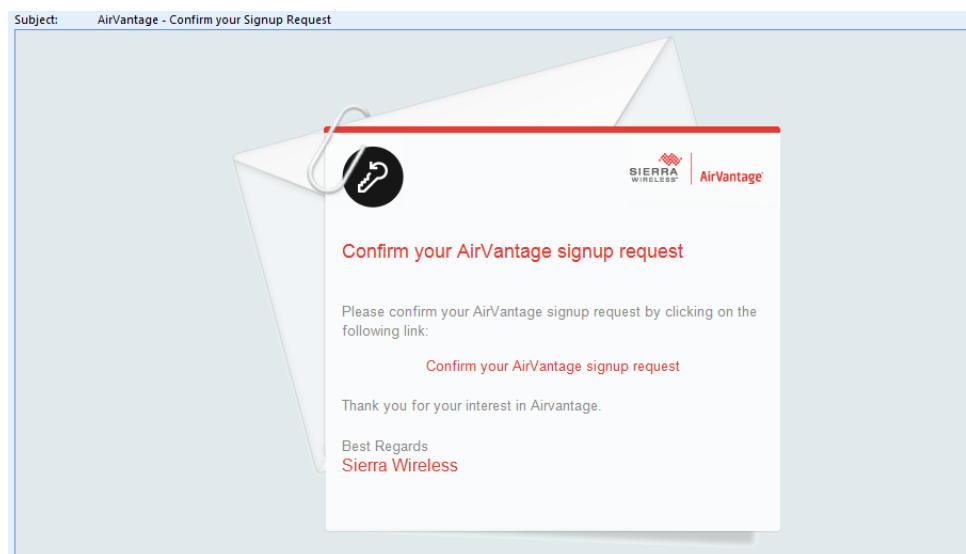 Subject: AirVantage - Confirm your Signup Request
SIERRA
WIRELESS®
AirVantage®
Confirm your AirVantage signup request
Please confirm your AirVantage signup request by clicking on the
following link:
Confirm your AirVantage signup request
Thank you for your interest in Airvantage.
Best Regards
Sierra Wireless